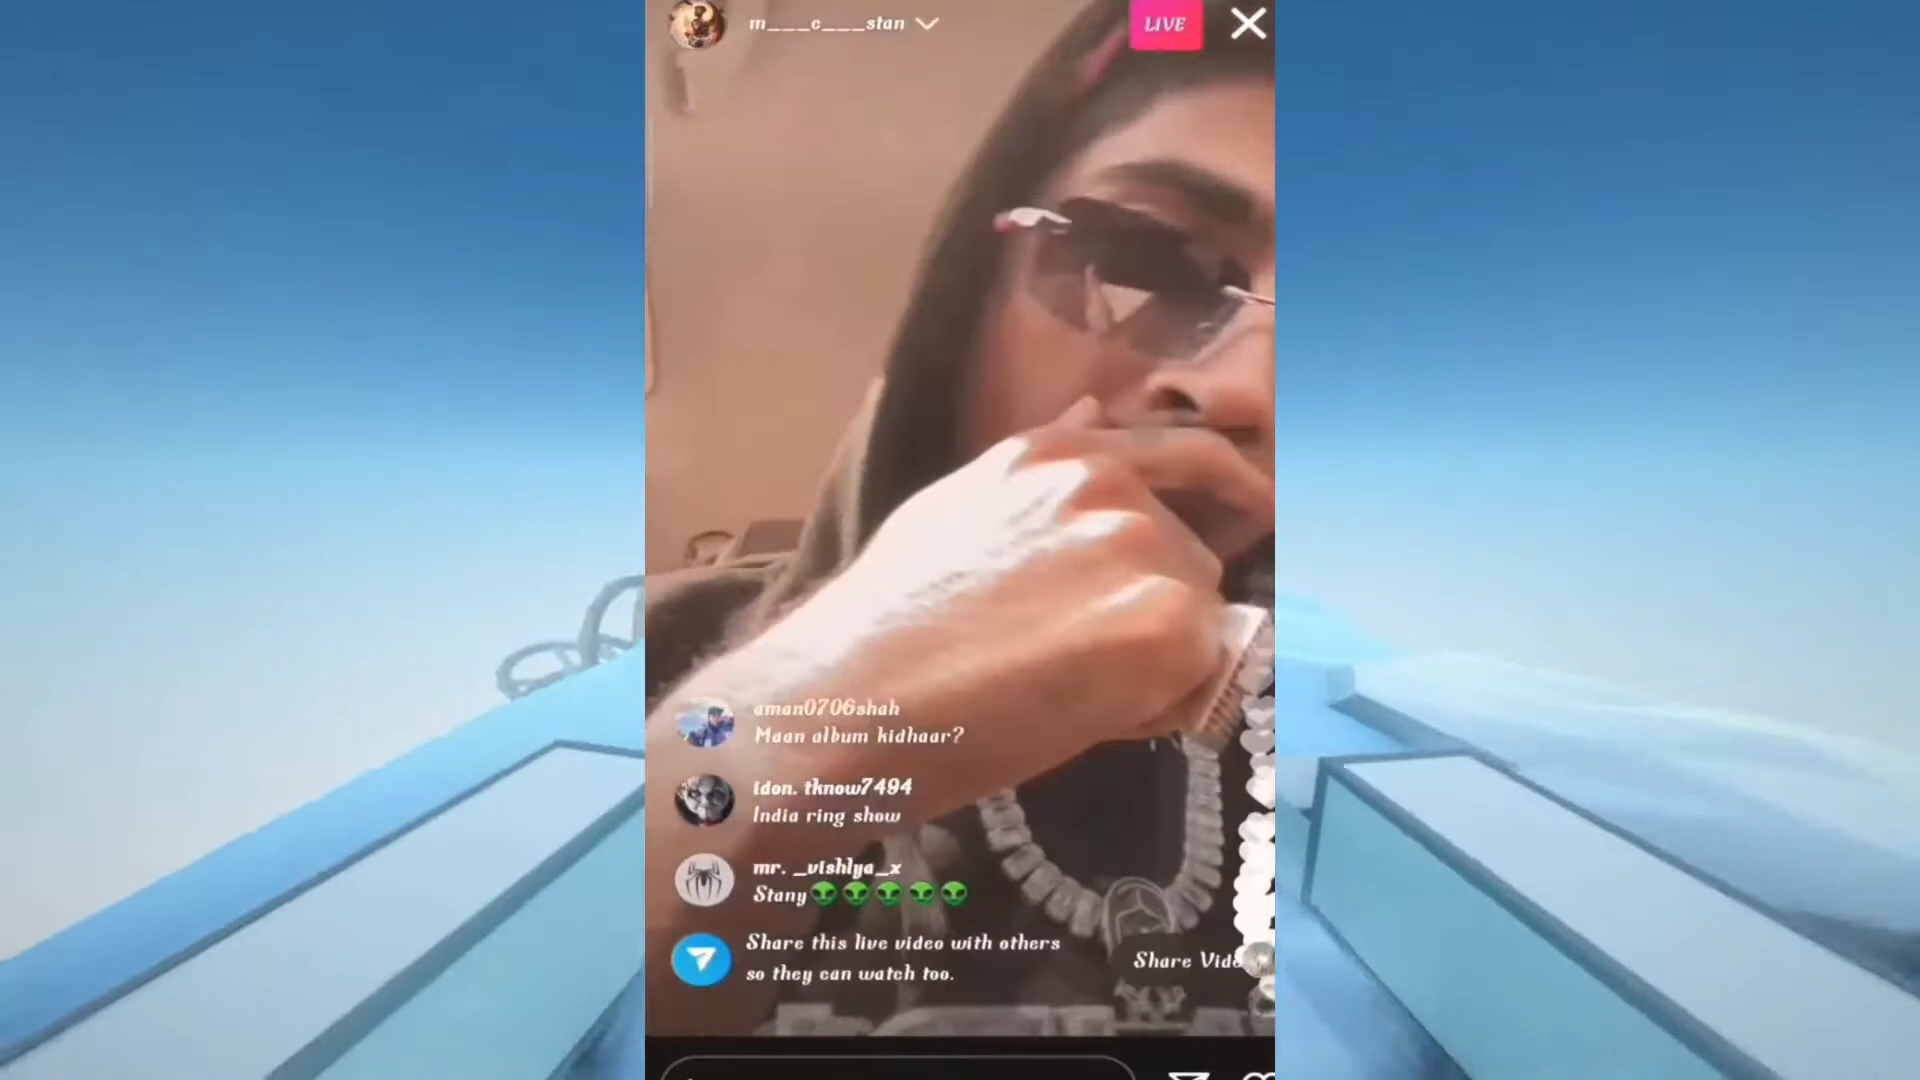 m___c___stan
LIVE
aman0706shah
Maan album kidhaar?
idon. tknow7494
India ring show
mr. _vishlya_x
Stany👽👽👽👽👽
Share this live video with others
so they can watch too.
Share Vide